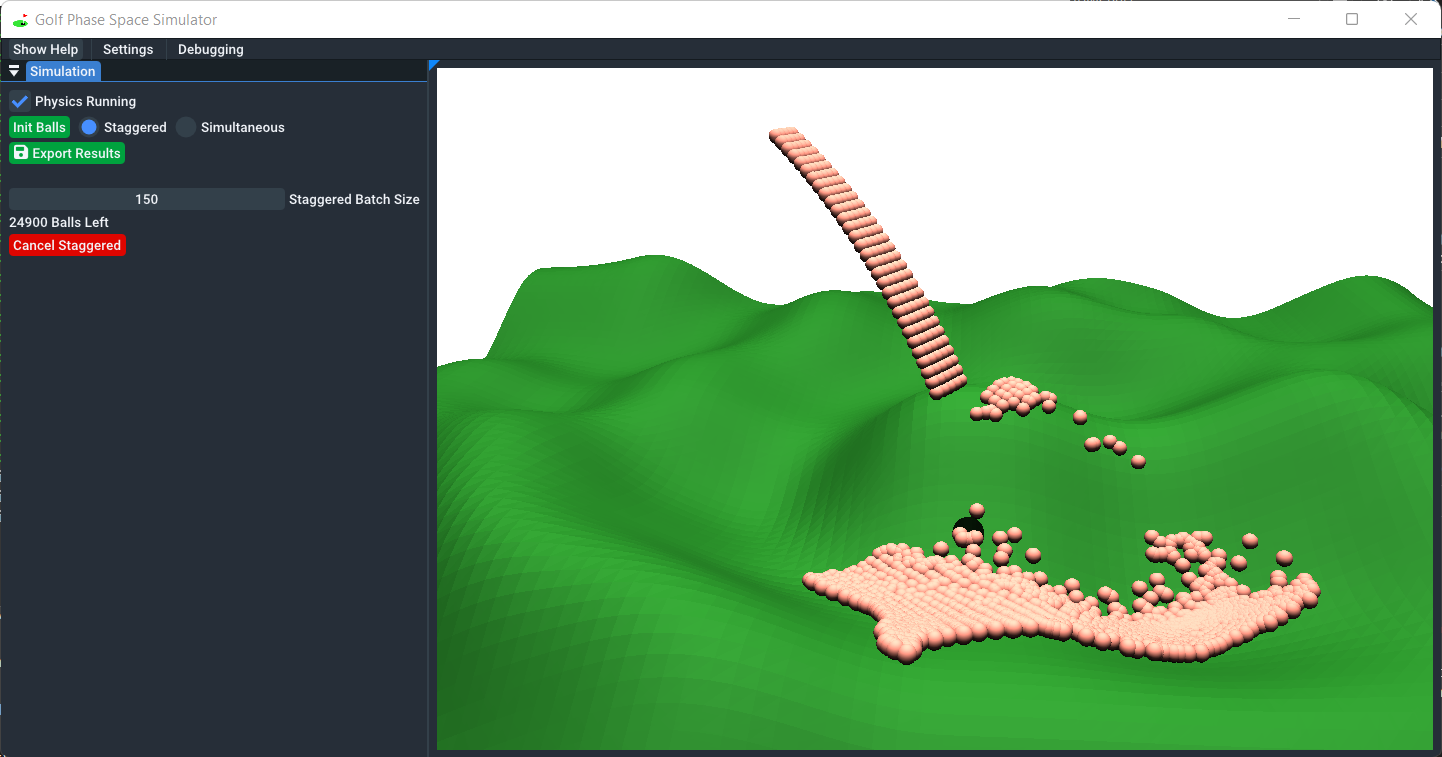 Golf Phase Space Simulator
Show Help Settings Debugging
Simulation
Physics Running
Init Balls Staggered Simultaneous
Export Results
150 Staggered Batch Size
24900 Balls Left
Cancel Staggered